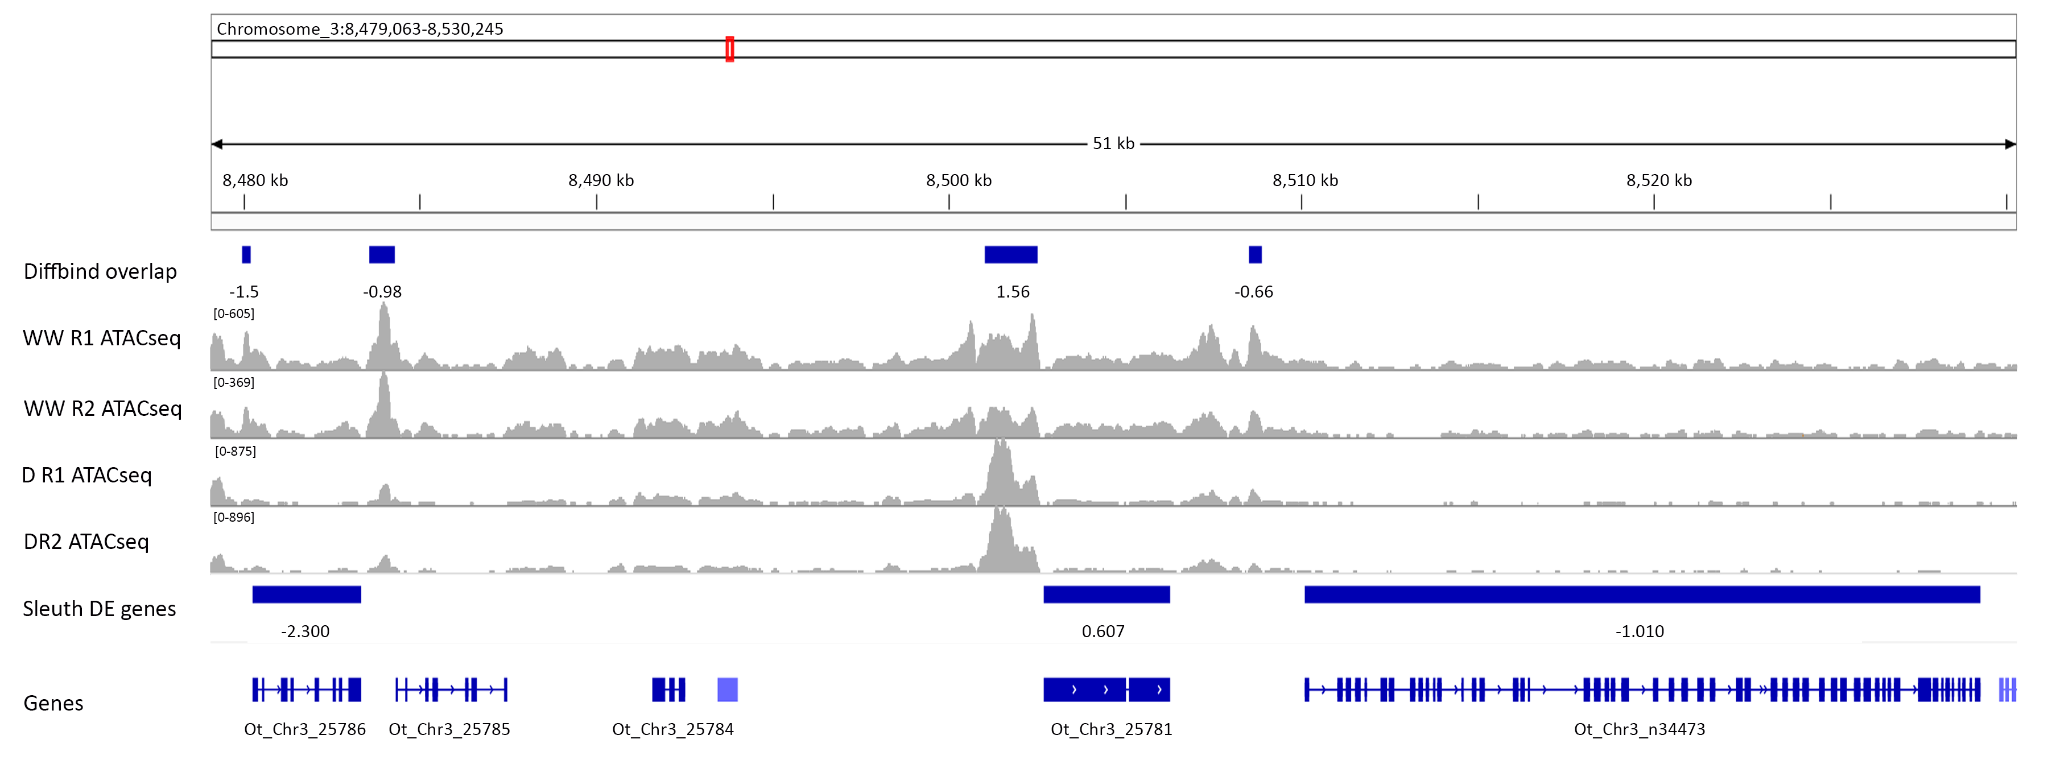 Chromosome_3:8,479,063-8,530,245
51 kb
8,480 kb 8,490 kb 8,500 kb 8,510 kb 8,520 kb
Diffbind overlap
-1.5 -0.98 1.56 -0.66
[0-605]
WW R1 ATACseq
[0-369]
WW R2 ATACseq
[0-875]
D R1 ATACseq
[0-896]
DR2 ATACseq
Sleuth DE genes
-2.300 0.607 -1.010
Genes
Ot_Chr3_25786 Ot_Chr3_25785 Ot_Chr3_25784 Ot_Chr3_25781 Ot_Chr3_n34473